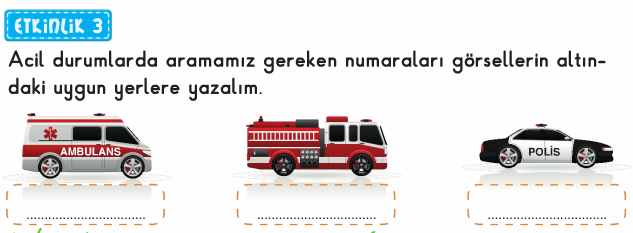 ETKİNLİK 3
Acil durumlarda aramamız gereken numaraları görsellerin altın-
daki uygun yerlere yazalım.
AMBULANS
POLİS
................................
................................
................................